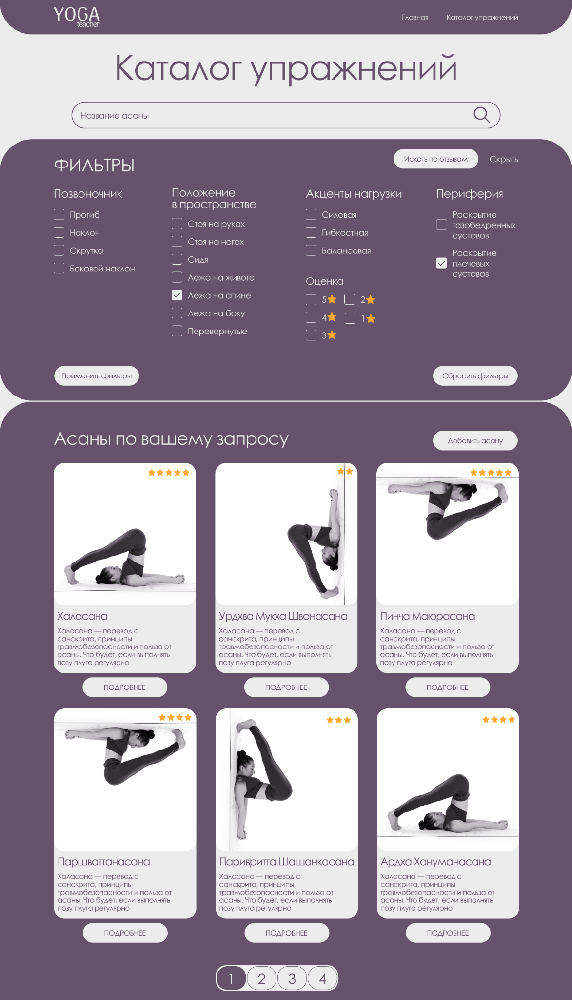 YOGA
teacher
Главная
Каталог упражнений
Каталог упражнений
Название асаны
ФИЛЬТРЫ
Искать по отзывам
Скрыть
Позвоночник
Прогиб
Наклон
Скрутка
Боковой наклон
Положение
в пространстве
Стоя на руках
Стоя на ногах
Сидя
Лежа на животе
Лежа на спине
Лежа на боку
Перевернутые
Акценты нагрузки
Силовая
Гибкостная
Балансовая
Оценка
5
2
4
1
3
Периферия
Раскрытие
тазобедренных
суставов
Раскрытие
плечевых
суставов
Применить фильтры
Сбросить фильтры
Асаны по вашему запросу
Добавить асану
Халасана
Халасана — перевод с
санскрита, принципы
травмобезопасности и польза от
асаны. Что будет, если выполнять
позу плуга регулярно
ПОДРОБНЕЕ
Урдхва Мукха Шванасана
Халасана — перевод с
санскрита, принципы
травмобезопасности и польза от
асаны. Что будет, если выполнять
позу плуга регулярно
ПОДРОБНЕЕ
Пинча Маюрасана
Халасана — перевод с
санскрита, принципы
травмобезопасности и польза от
асаны. Что будет, если выполнять
позу плуга регулярно
ПОДРОБНЕЕ
Паршваттанасана
Халасана — перевод с
санскрита, принципы
травмобезопасности и польза от
асаны. Что будет, если выполнять
позу плуга регулярно
ПОДРОБНЕЕ
Паривритта Шашанкасана
Халасана — перевод с
санскрита, принципы
травмобезопасности и польза от
асаны. Что будет, если выполнять
позу плуга регулярно
ПОДРОБНЕЕ
Ардха Хануманасана
Халасана — перевод с
санскрита, принципы
травмобезопасности и польза от
асаны. Что будет, если выполнять
позу плуга регулярно
ПОДРОБНЕЕ
1 2 3 4